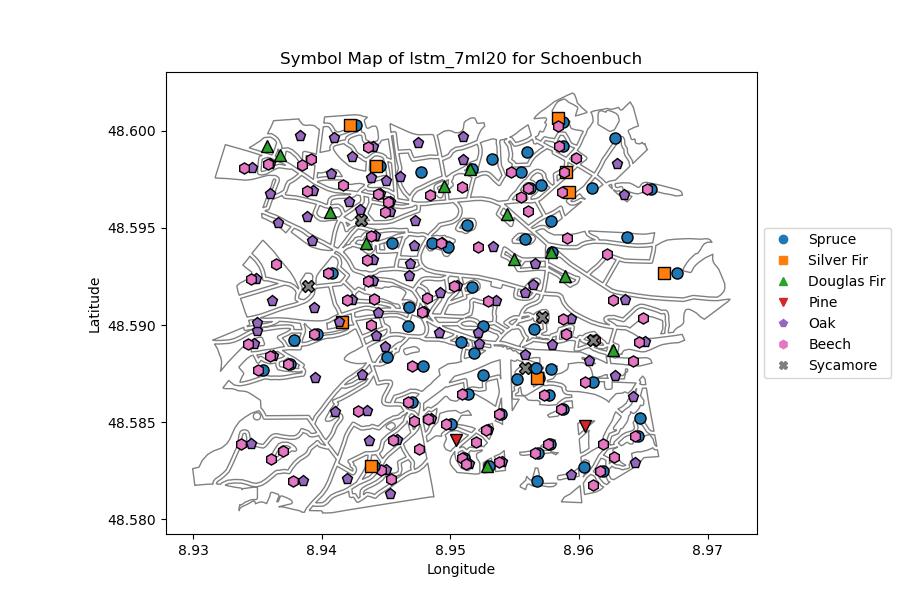 Symbol Map of lstm_7ml20 for Schoenbuch
48.600
48.595
48.590
48.585
48.580
Latitude
8.93 8.94 8.95 8.96 8.97
Longitude
Spruce
Silver Fir
Douglas Fir
Pine
Oak
Beech
Sycamore